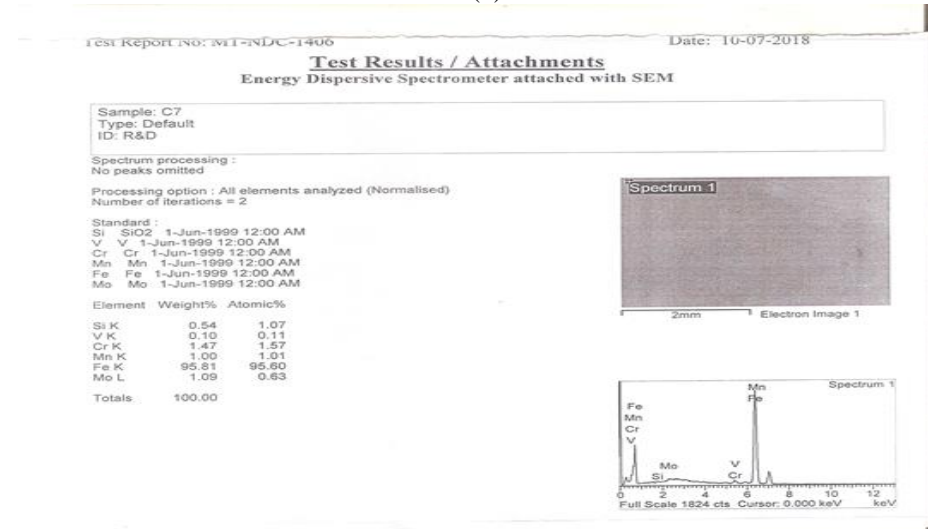 Test Report No: MT-NDC-1406 Date: 10-07-2018
Test Results / Attachments
Energy Dispersive Spectrometer attached with SEM
Sample: C7
Type: Default
ID: R&D
Spectrum processing :
No peaks omitted
Processing option : All elements analyzed (Normalised)
Number of iterations = 2
Standard :
Si SiO2 1-Jun-1999 12:00 AM
V V 1-Jun-1999 12:00 AM
Cr Cr 1-Jun-1999 12:00 AM
Mn Mn 1-Jun-1999 12:00 AM
Fe Fe 1-Jun-1999 12:00 AM
Mo Mo 1-Jun-1999 12:00 AM
Element Weight% Atomic%
Si K 0.54 1.07
V K 0.10 0.11
Cr K 1.47 1.57
Mn K 1.00 1.01
Fe K 95.81 95.60
Mo L 1.09 0.63
Totals 100.00
Spectrum 1
2mm Electron Image 1
Spectrum 1
Mn
Fe
Fe
Mn
Cr
V
Mo
Si
V
Cr
0 2 4 6 8 10 12
Full Scale 1824 cts Cursor: 0.000 keV keV